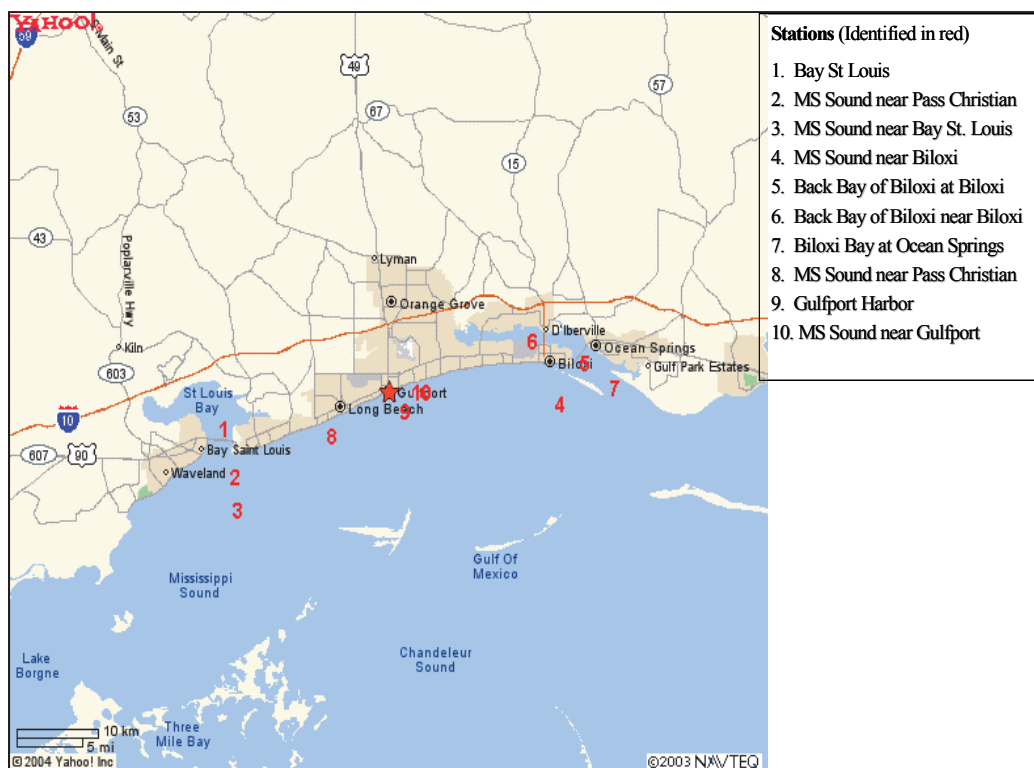 YAHOO!
59
s Main St
49
57
67
53
15
43
Poplarville Hwy
Lyman
Orange Grove
D'Iberville
Kiln
Ocean Springs
6
603
Biloxi
5
Gulf Park Estates
St Louis
Bay
Gulfport
10
7
10
Long Beach
9
4
1
8
607
90
Bay Saint Louis
Waveland
2
3
Gulf Of
Mexico
Mississippi
Sound
Chandeleur
Sound
Lake
Borgne
Three
Mile Bay
10 km
5 mi
©2004 Yahoo! Inc
©2003 NAVTEQ
Stations (Identified in red)
1. Bay St Louis
2. MS Sound near Pass Christian
3. MS Sound near Bay St. Louis
4. MS Sound near Biloxi
5. Back Bay of Biloxi at Biloxi
6. Back Bay of Biloxi near Biloxi
7. Biloxi Bay at Ocean Springs
8. MS Sound near Pass Christian
9. Gulfport Harbor
10. MS Sound near Gulfport